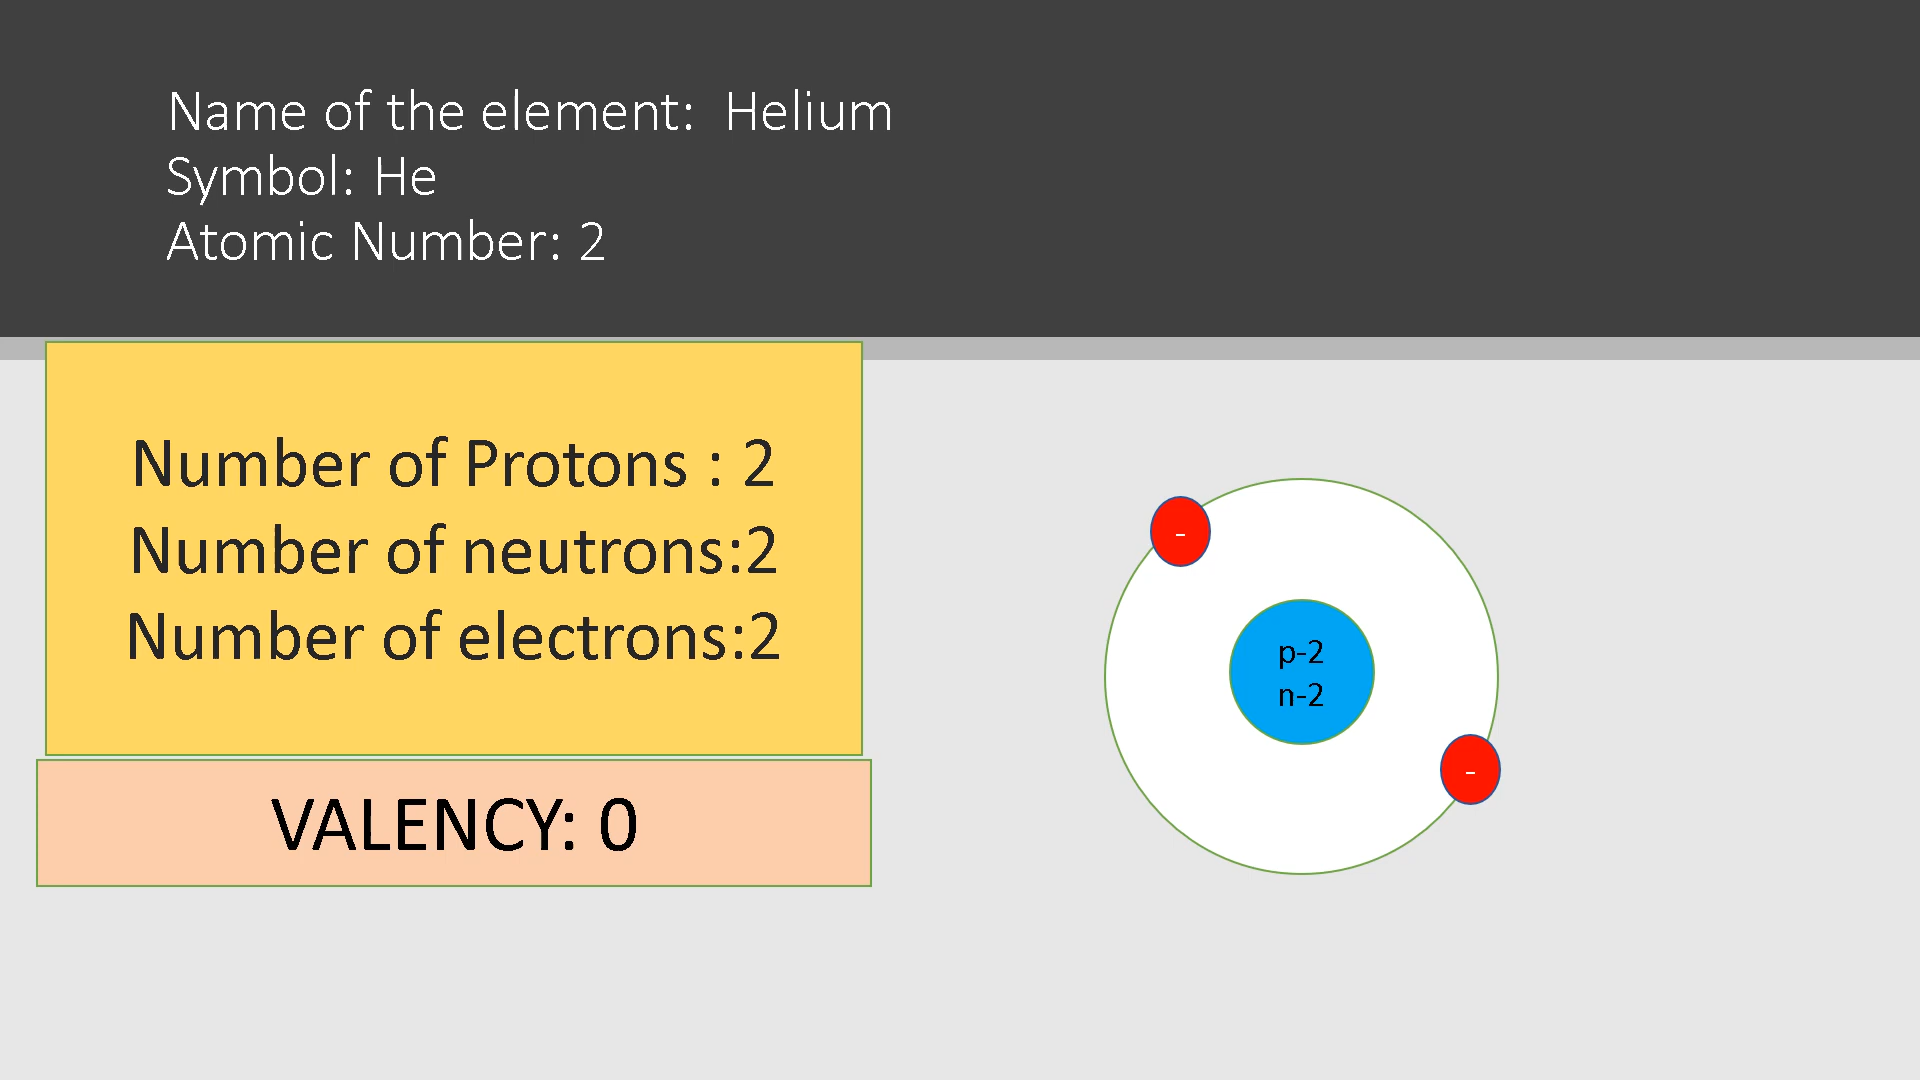 Name of the element:  Helium
Symbol: He
Atomic Number: 2
Number of Protons : 2
Number of neutrons:2
Number of electrons:2
VALENCY: 0
-
p-2
n-2
-